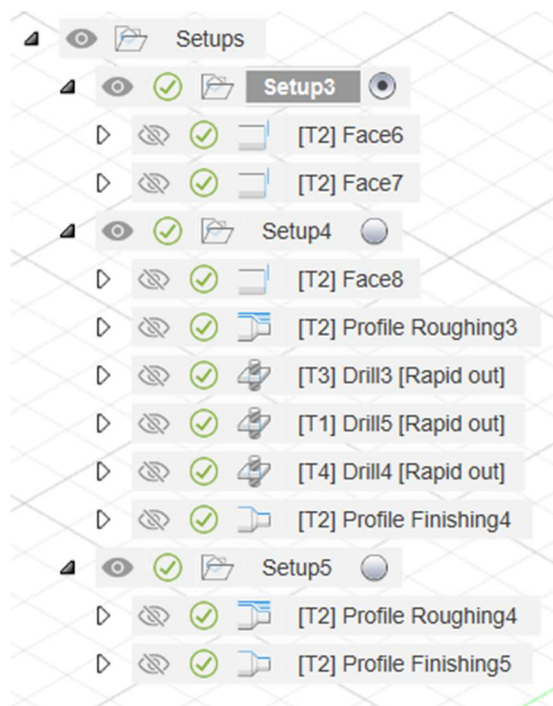 Setups
Setup3
[T2] Face6
[T2] Face7
Setup4
[T2] Face8
[T2] Profile Roughing3
[T3] Drill3 [Rapid out]
[T1] Drill5 [Rapid out]
[T4] Drill4 [Rapid out]
[T2] Profile Finishing4
Setup5
[T2] Profile Roughing4
[T2] Profile Finishing5